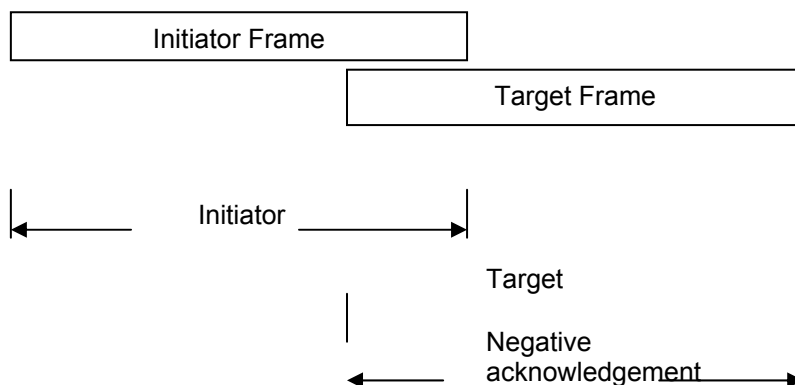 Initiator Frame
Target Frame
Initiator
Target
Negative
acknowledgement